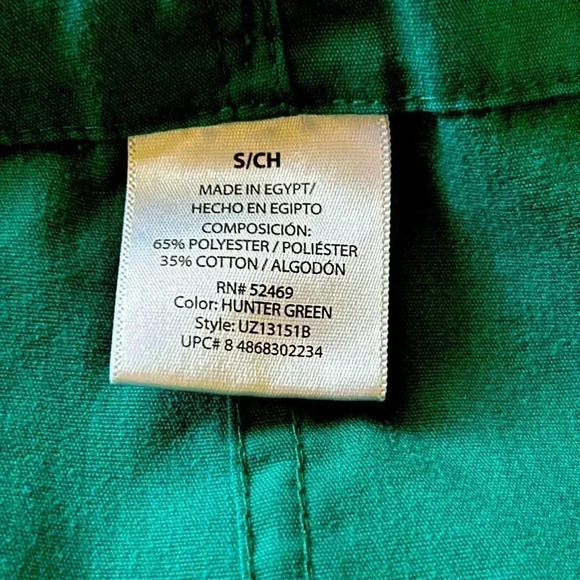 S/CH
MADE IN EGYPT/
HECHO EN EGIPTO
COMPOSICIÓN:
65% POLYESTER / POLIÉSTER
35% COTTON / ALGODÓN
RN# 52469
Color: HUNTER GREEN
Style: UZ13151B
UPC# 8 4868302234